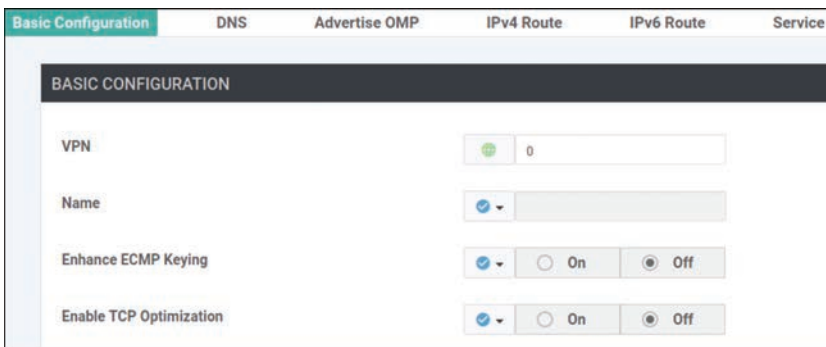 Basic Configuration DNS Advertise OMP IPv4 Route IPv6 Route Service
BASIC CONFIGURATION
VPN 0
Name
Enhance ECMP Keying On Off
Enable TCP Optimization On Off